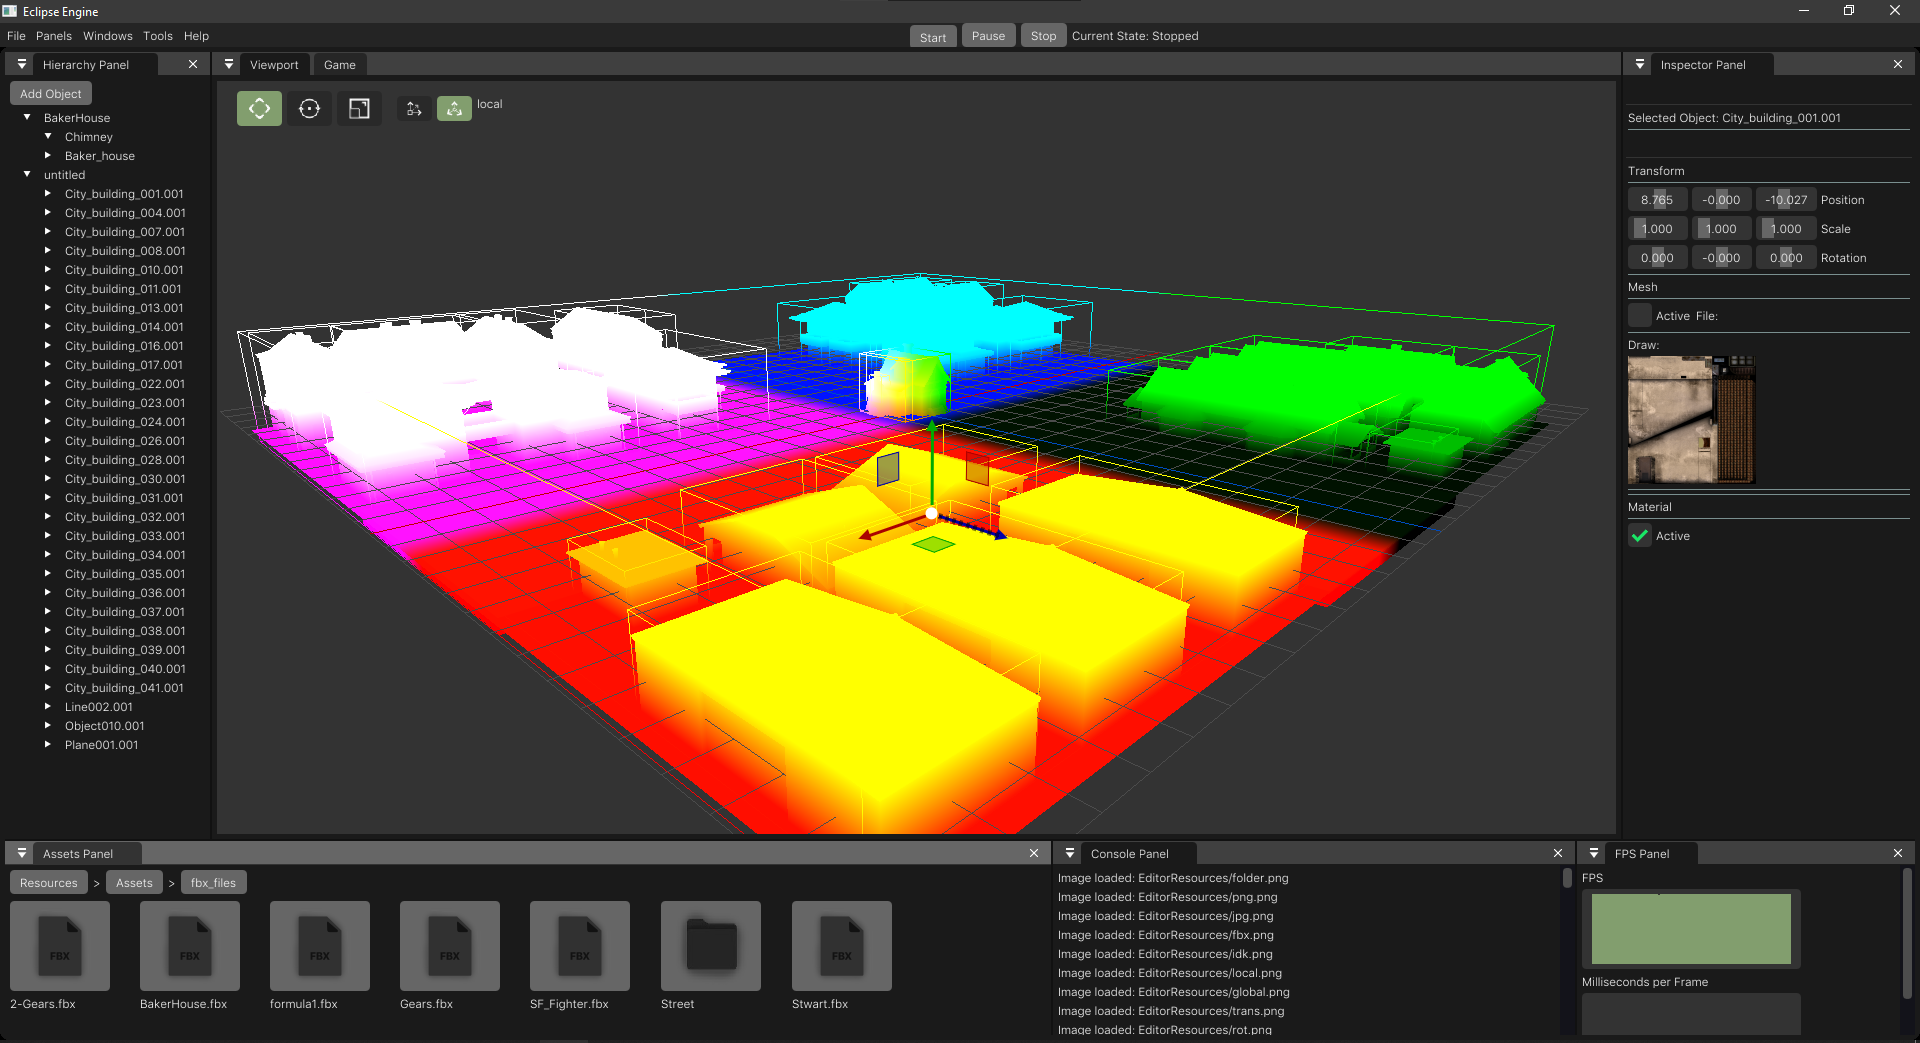 Eclipse Engine
File Panels Windows Tools Help
Start Pause Stop Current State: Stopped
Hierarchy Panel
Add Object
BakerHouse
Chimney
Baker_house
untitled
City_building_001.001
City_building_004.001
City_building_007.001
City_building_008.001
City_building_010.001
City_building_011.001
City_building_013.001
City_building_014.001
City_building_016.001
City_building_017.001
City_building_022.001
City_building_023.001
City_building_024.001
City_building_026.001
City_building_028.001
City_building_030.001
City_building_031.001
City_building_032.001
City_building_033.001
City_building_034.001
City_building_035.001
City_building_036.001
City_building_037.001
City_building_038.001
City_building_039.001
City_building_040.001
City_building_041.001
Line002.001
Object010.001
Plane001.001
Viewport Game
local
Inspector Panel
Selected Object: City_building_001.001
Transform
8.765 -0.000 -10.027 Position
1.000 1.000 1.000 Scale
0.000 -0.000 0.000 Rotation
Mesh
Active File:
Draw:
Material
Active
Assets Panel
Resources > Assets > fbx_files
FBX FBX FBX FBX FBX FBX
2-Gears.fbx BakerHouse.fbx formula1.fbx Gears.fbx SF_Fighter.fbx Street Stwart.fbx
Console Panel
Image loaded: EditorResources/folder.png
Image loaded: EditorResources/png.png
Image loaded: EditorResources/jpg.png
Image loaded: EditorResources/fbx.png
Image loaded: EditorResources/idk.png
Image loaded: EditorResources/local.png
Image loaded: EditorResources/global.png
Image loaded: EditorResources/trans.png
Image loaded: EditorResources/rot.png
FPS Panel
FPS
Milliseconds per Frame